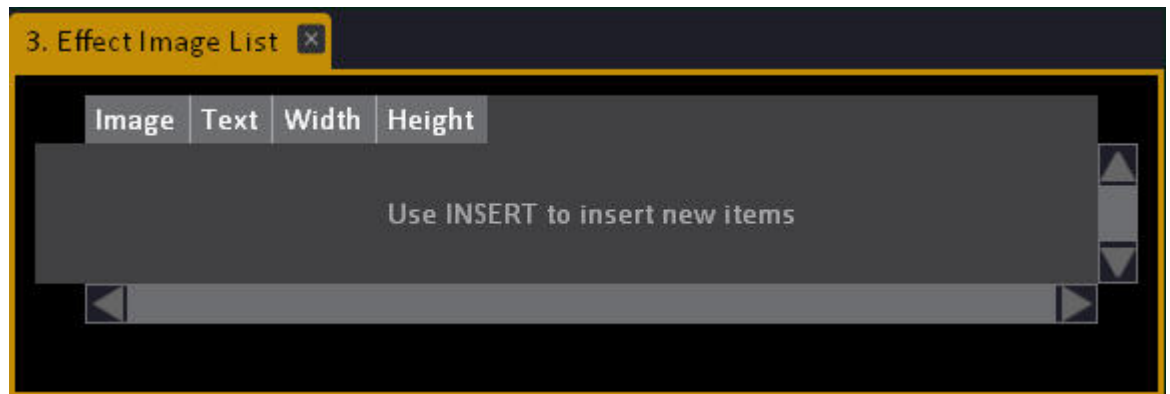 3. Effect Image List
Image Text Width Height
Use INSERT to insert new items